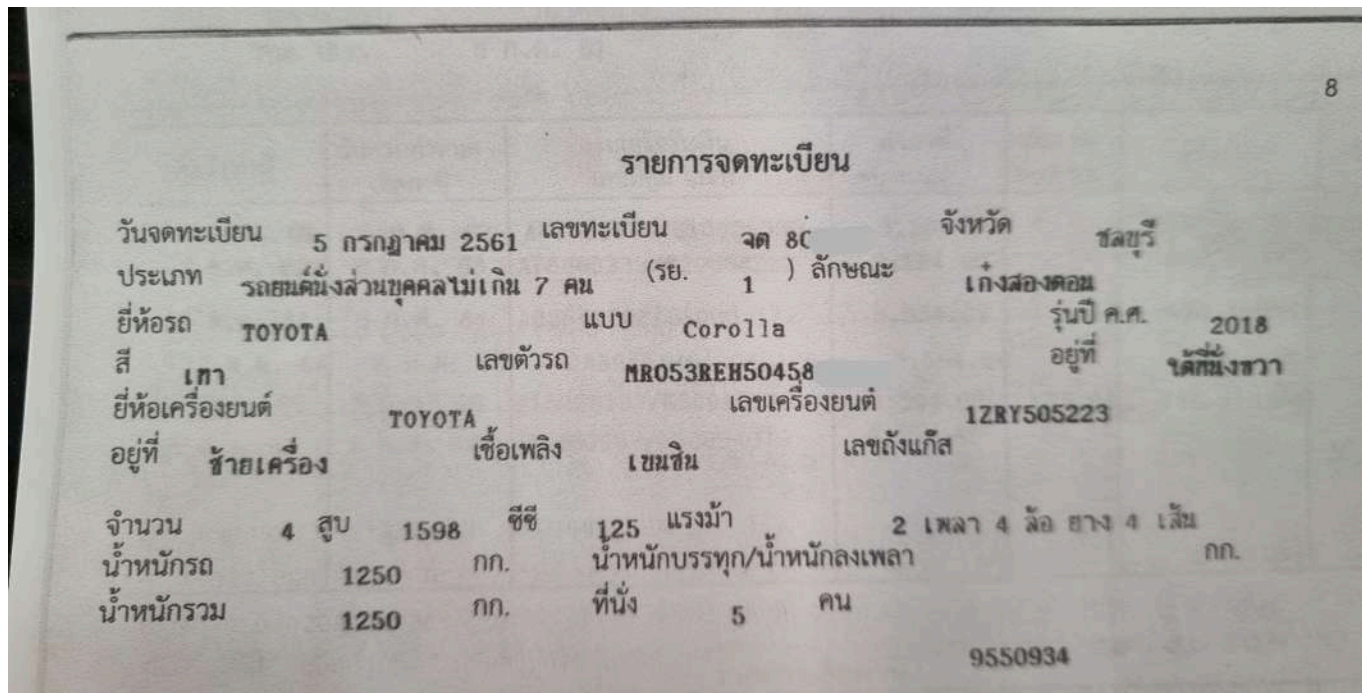 8
รายการจดทะเบียน
วันจดทะเบียน 5 กรกฎาคม 2561 เลขทะเบียน จด 80 จังหวัด ชลบุรี
ประเภท รถยนต์นั่งส่วนบุคคลไม่เกิน 7 คน (รย. 1 ) ลักษณะ เก๋งสองตอน
ยี่ห้อรถ TOYOTA แบบ Corolla รุ่นปี ค.ศ. 2018
สี เทา เลขตัวรถ MR053REH50458 อยู่ที่ ใต้ที่นั่งขวา
ยี่ห้อเครื่องยนต์ TOYOTA เลขเครื่องยนต์ 1ZRY505223
อยู่ที่ ซ้ายเครื่อง เชื้อเพลิง เบนซิน เลขถังแก๊ส
จำนวน 4 สูบ 1598 ซีซี 125 แรงม้า 2 เพลา 4 ล้อ ยาง 4 เส้น
น้ำหนักรถ 1250 กก. น้ำหนักบรรทุก/น้ำหนักลงเพลา กก.
น้ำหนักรวม 1250 กก. ที่นั่ง 5 คน
9550934